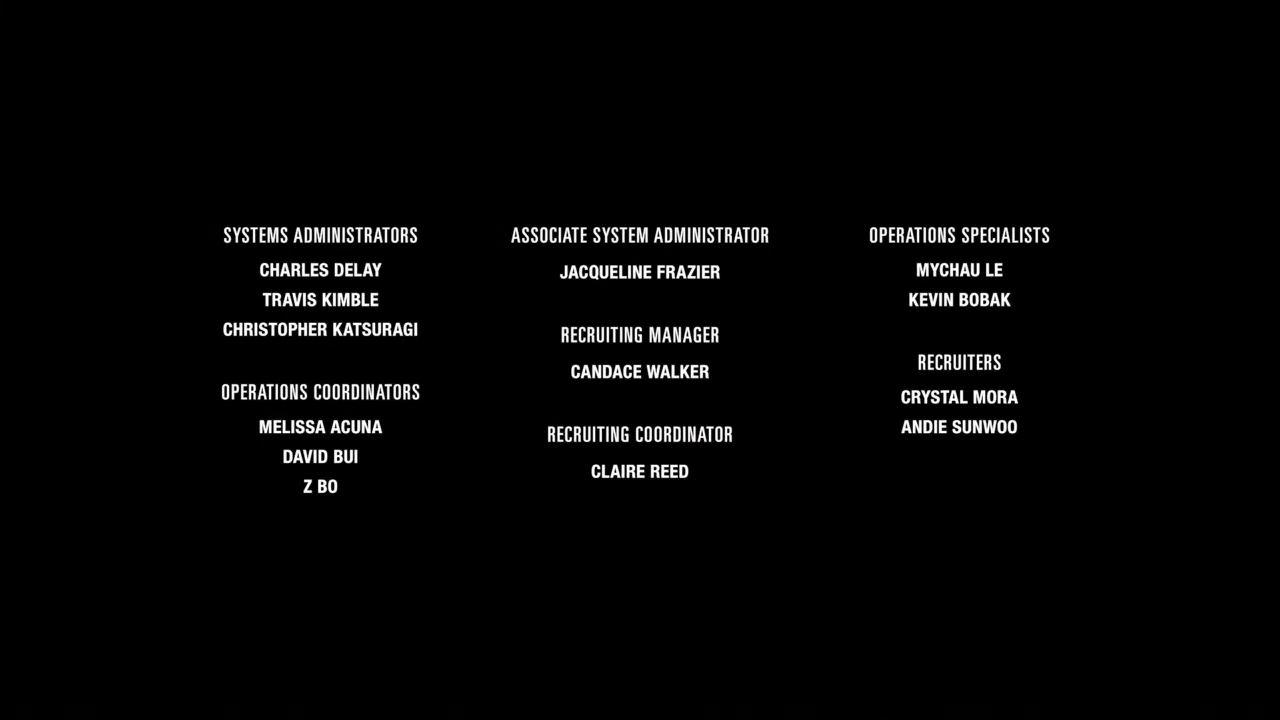 SYSTEMS ADMINISTRATORS
CHARLES DELAY
TRAVIS KIMBLE
CHRISTOPHER KATSURAGI
OPERATIONS COORDINATORS
MELISSA ACUNA
DAVID BUI
Z BO
ASSOCIATE SYSTEM ADMINISTRATOR
JACQUELINE FRAZIER
RECRUITING MANAGER
CANDACE WALKER
RECRUITING COORDINATOR
CLAIRE REED
OPERATIONS SPECIALISTS
MYCHAU LE
KEVIN BOBAK
RECRUITERS
CRYSTAL MORA
ANDIE SUNWOO